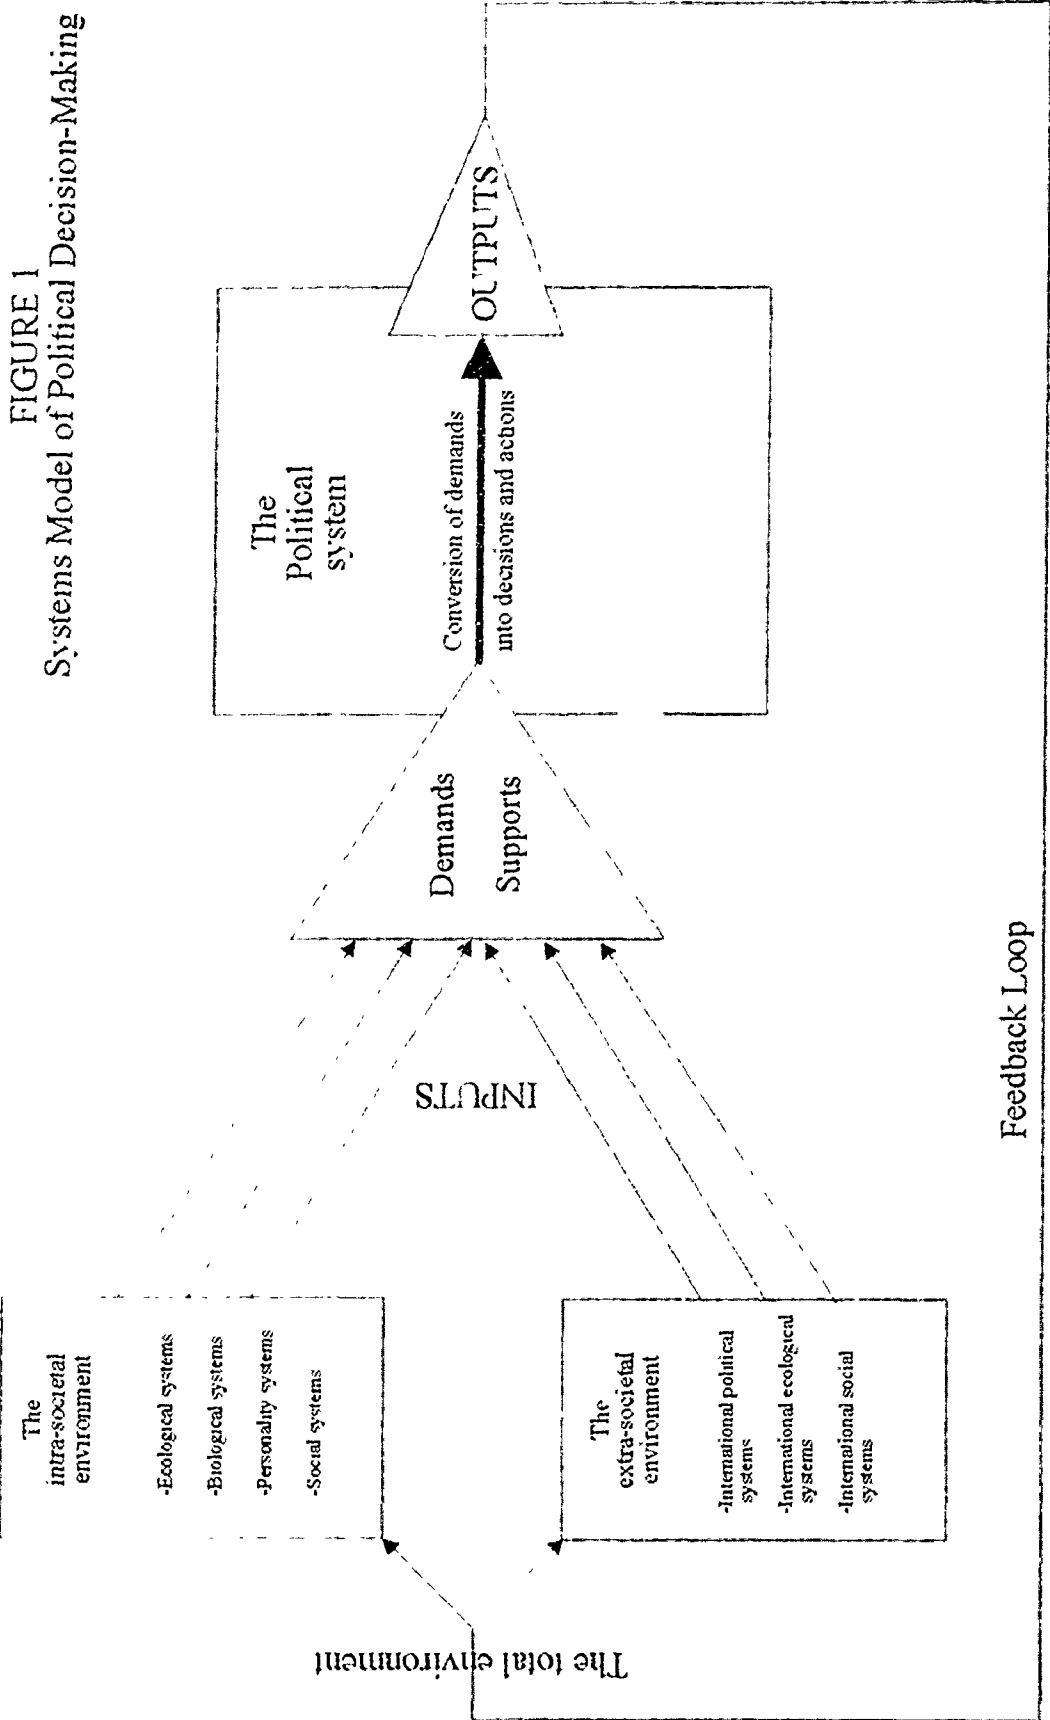 FIGURE 1
Systems Model of Political Decision-Making
The total environment
The
intra-societal
environment
-Ecological systems
-Biological systems
-Personality systems
-Social systems
The
extra-societal
environment
-International political
systems
-International ecological
systems
-International social
systems
INPUTS
Demands
Supports
The
Political
system
Conversion of demands
into decisions and actions
OUTPUTS
Feedback Loop